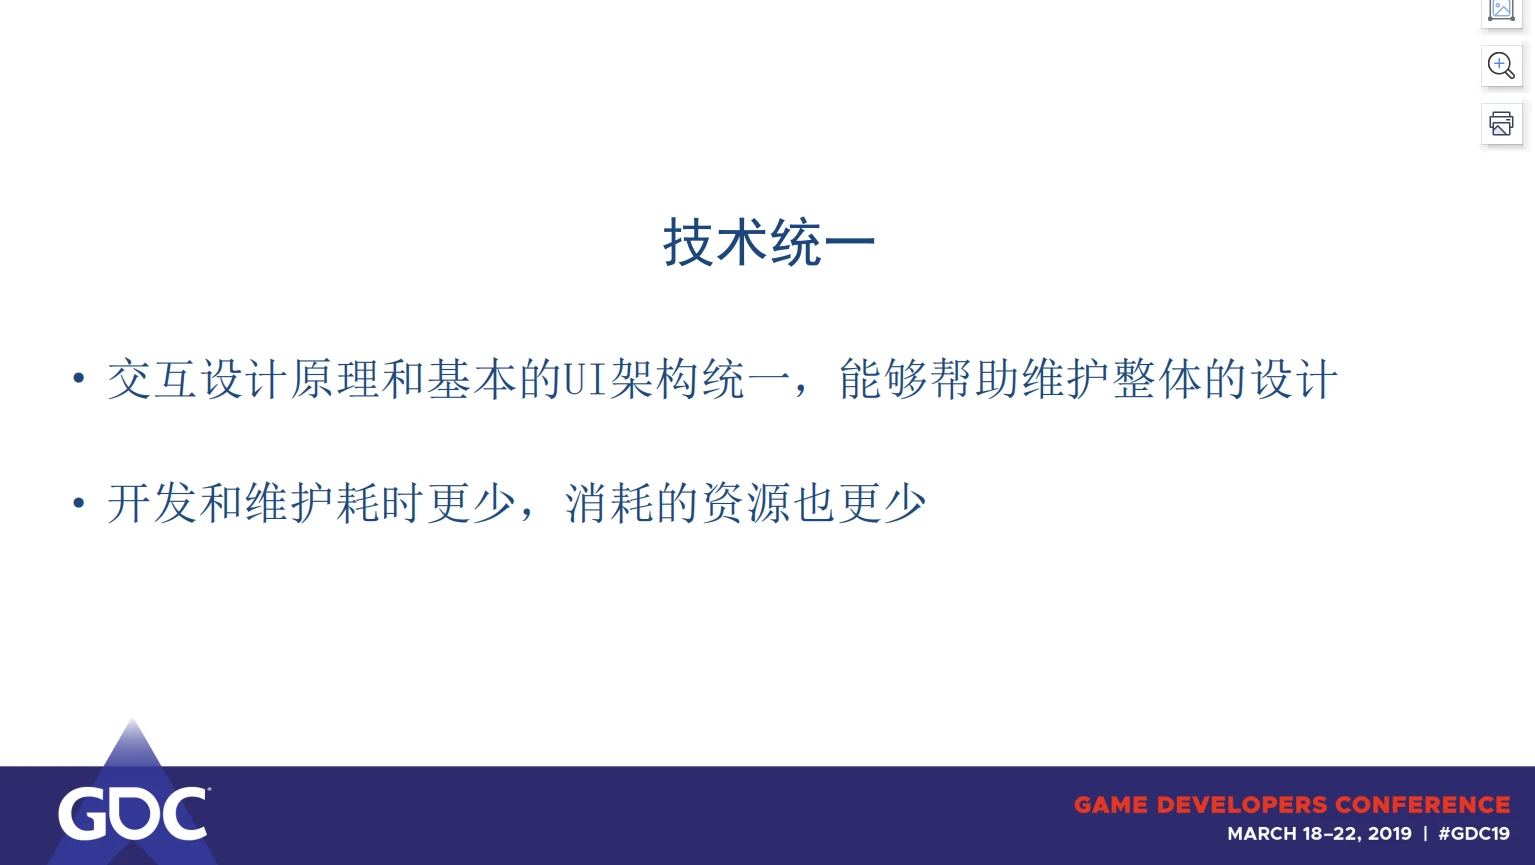 技术统一
• 交互设计原理和基本的UI架构统一，能够帮助维护整体的设计
• 开发和维护耗时更少，消耗的资源也更少
GDC
GAME DEVELOPERS CONFERENCE
MARCH 18–22, 2019 | #GDC19